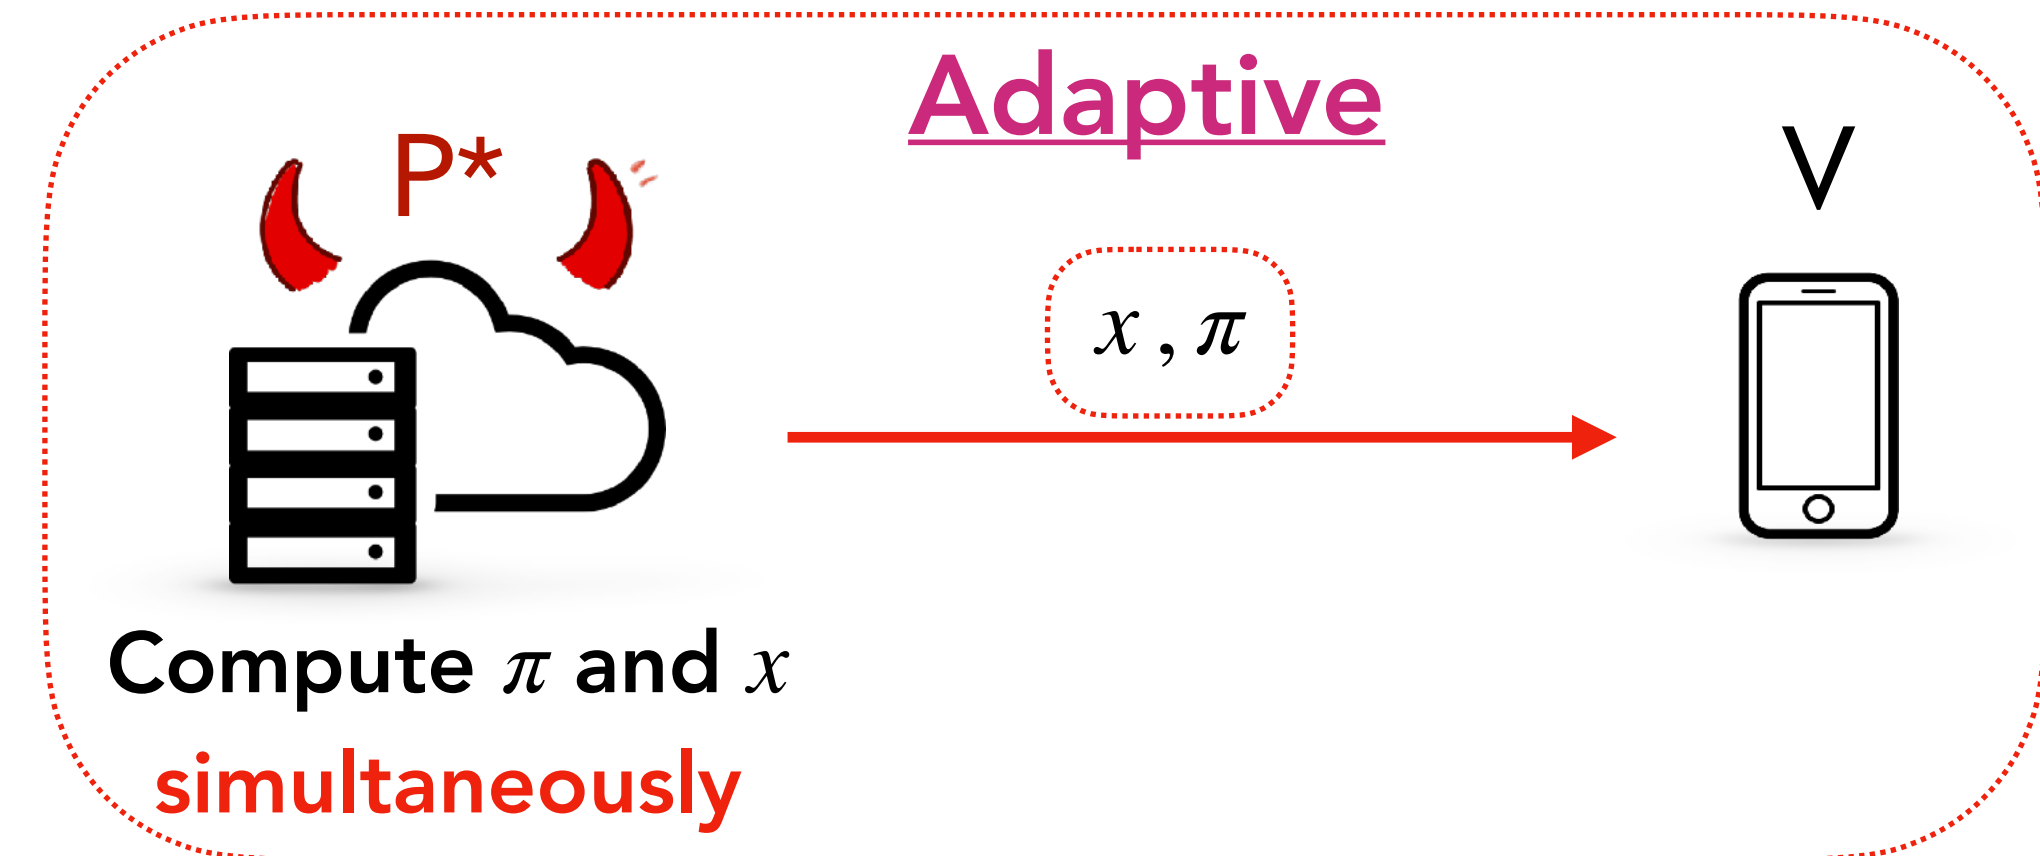 Adaptive
P*
V
x , π
Compute π and x
simultaneously